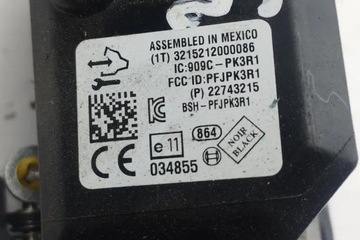 ASSEMBLED IN MEXICO
(1T) 3215212000086
IC:909C-PK3R1
FCC ID:PFJPK3R1
(P) 22743215
BSH-PFJPK3R1
CE
e 11
034855
864
NOIR
BLACK